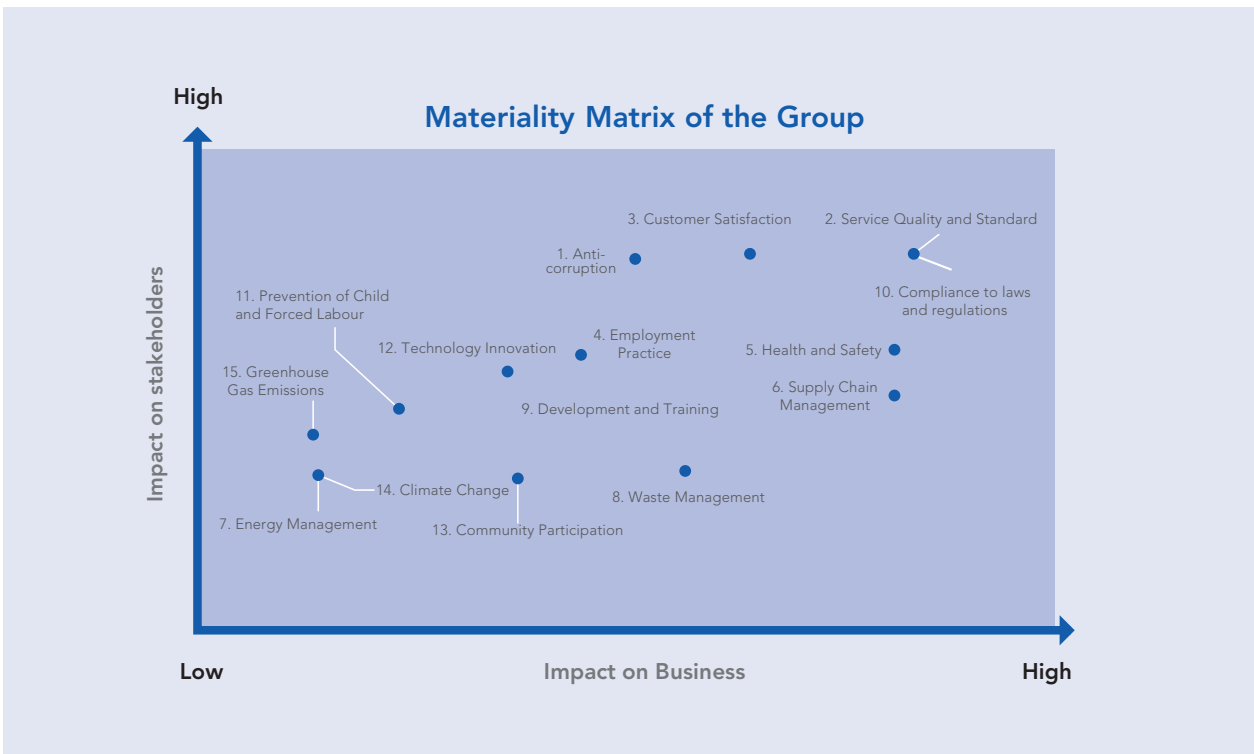 High
Materiality Matrix of the Group
3. Customer Satisfaction
2. Service Quality and Standard
1. Anti-
corruption
10. Compliance to laws
and regulations
11. Prevention of Child
and Forced Labour
4. Employment
Practice
12. Technology Innovation
5. Health and Safety
15. Greenhouse
Gas Emissions
6. Supply Chain
Management
9. Development and Training
14. Climate Change
8. Waste Management
7. Energy Management
13. Community Participation
Impact on stakeholders
Low
Impact on Business
High